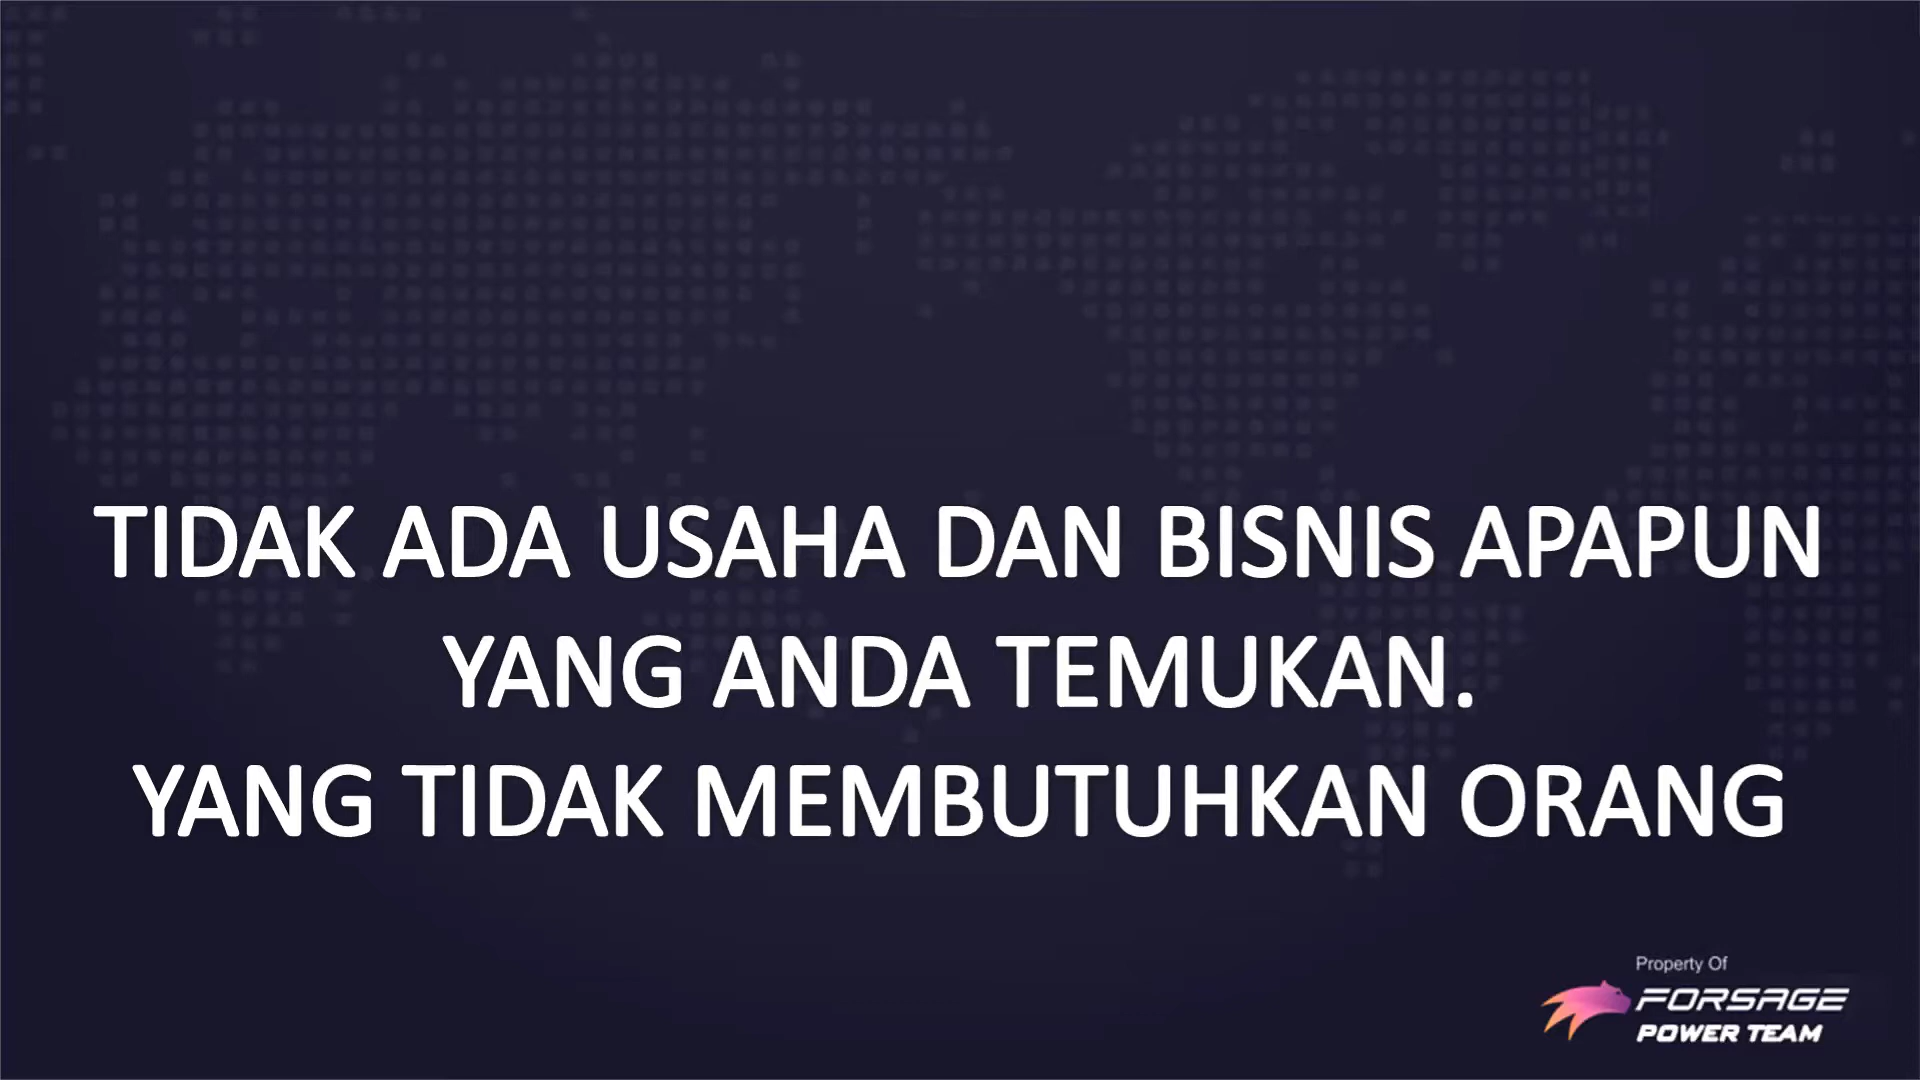 TIDAK ADA USAHA DAN BISNIS APAPUN
YANG ANDA TEMUKAN.
YANG TIDAK MEMBUTUHKAN ORANG
Property Of
FORSAGE
POWER TEAM